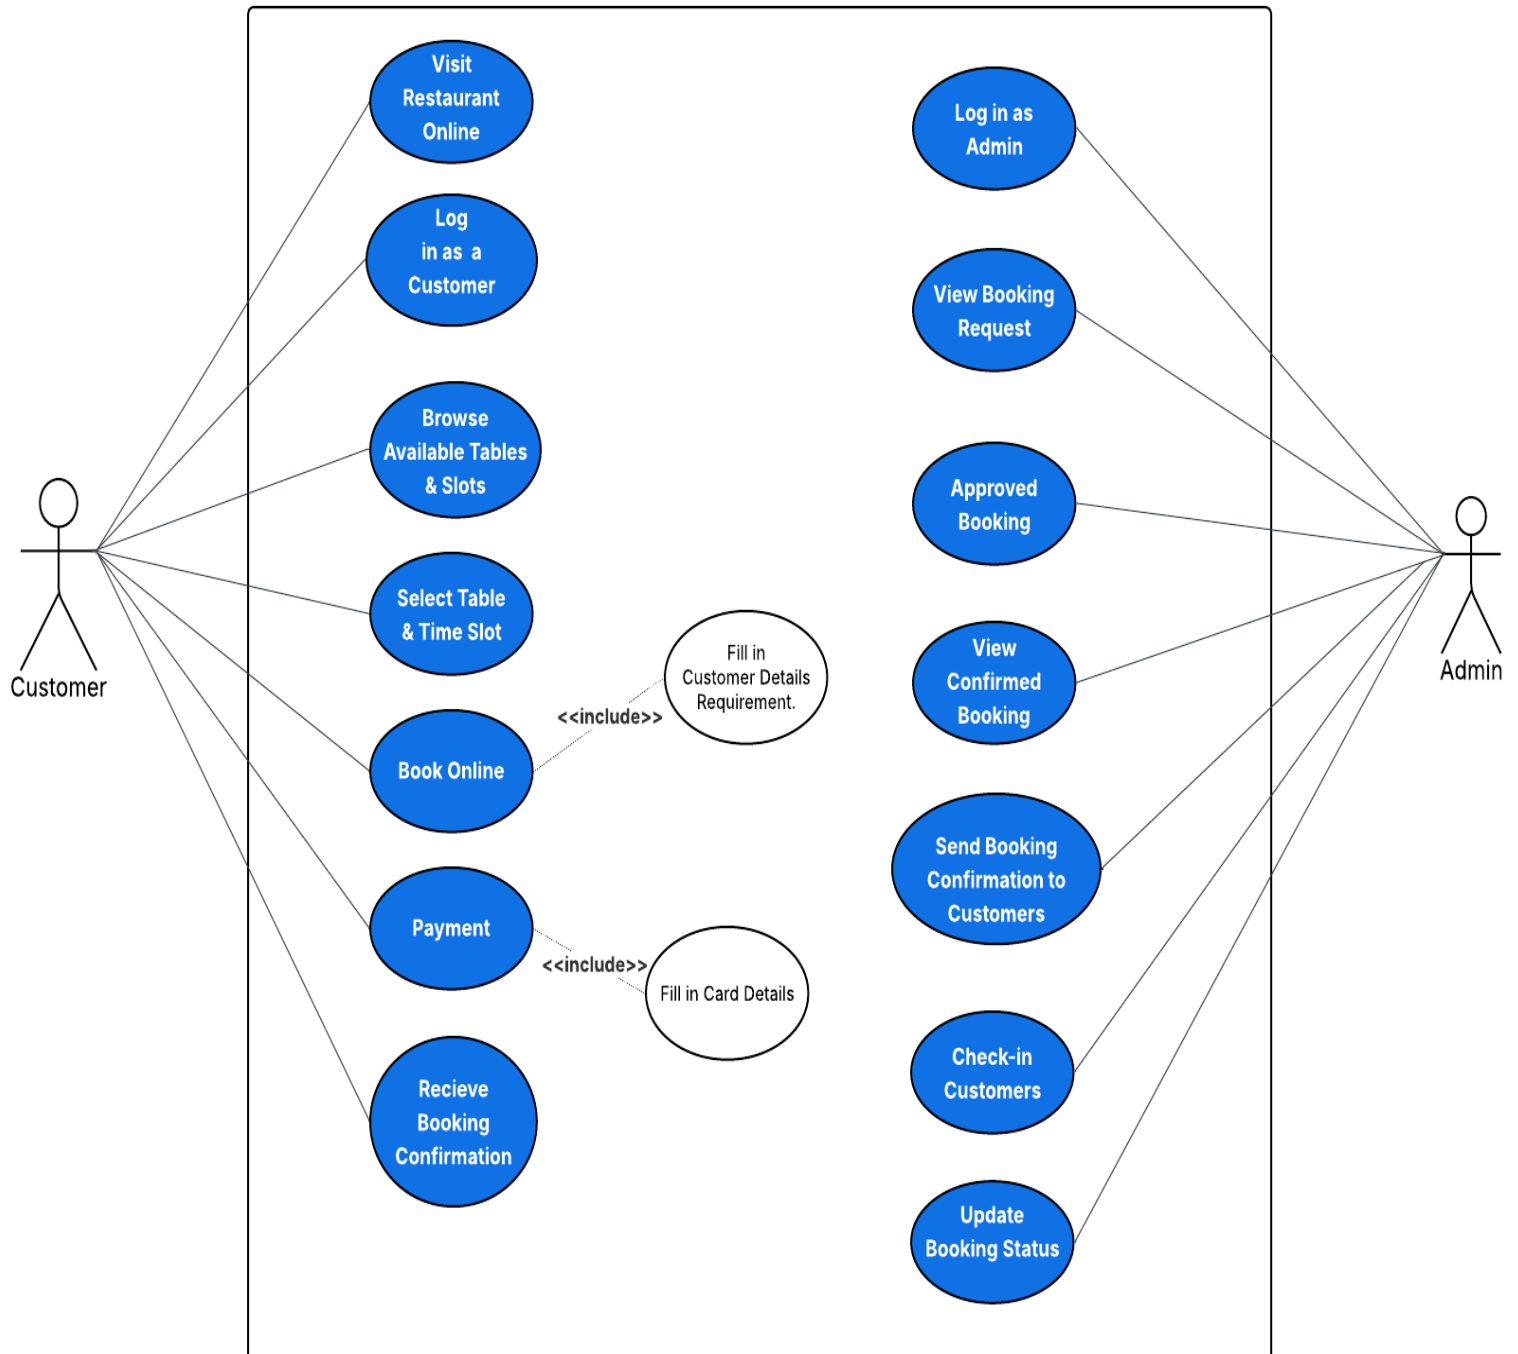 Visit
Restaurant
Online
Log
in as a
Customer
Browse
Available Tables
& Slots
Select Table
& Time Slot
Book Online
<<include>>
Fill in
Customer Details
Requirement.
Payment
<<include>>
Fill in Card Details
Recieve
Booking
Confirmation
Customer
Log in as
Admin
View Booking
Request
Approved
Booking
View
Confirmed
Booking
Send Booking
Confirmation to
Customers
Check-in
Customers
Update
Booking Status
Admin